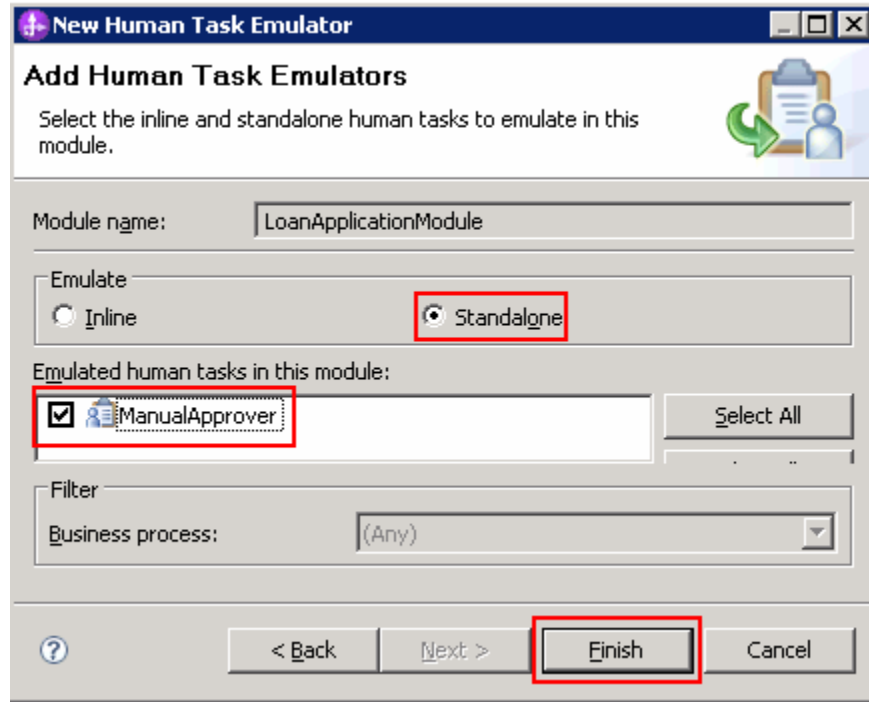 New Human Task Emulator
Add Human Task Emulators
Select the inline and standalone human tasks to emulate in this
module.
Module name: LoanApplicationModule
Emulate
Inline Standalone
Emulated human tasks in this module:
ManualApprover Select All
Filter
Business process: (Any)
? < Back Next > Finish Cancel